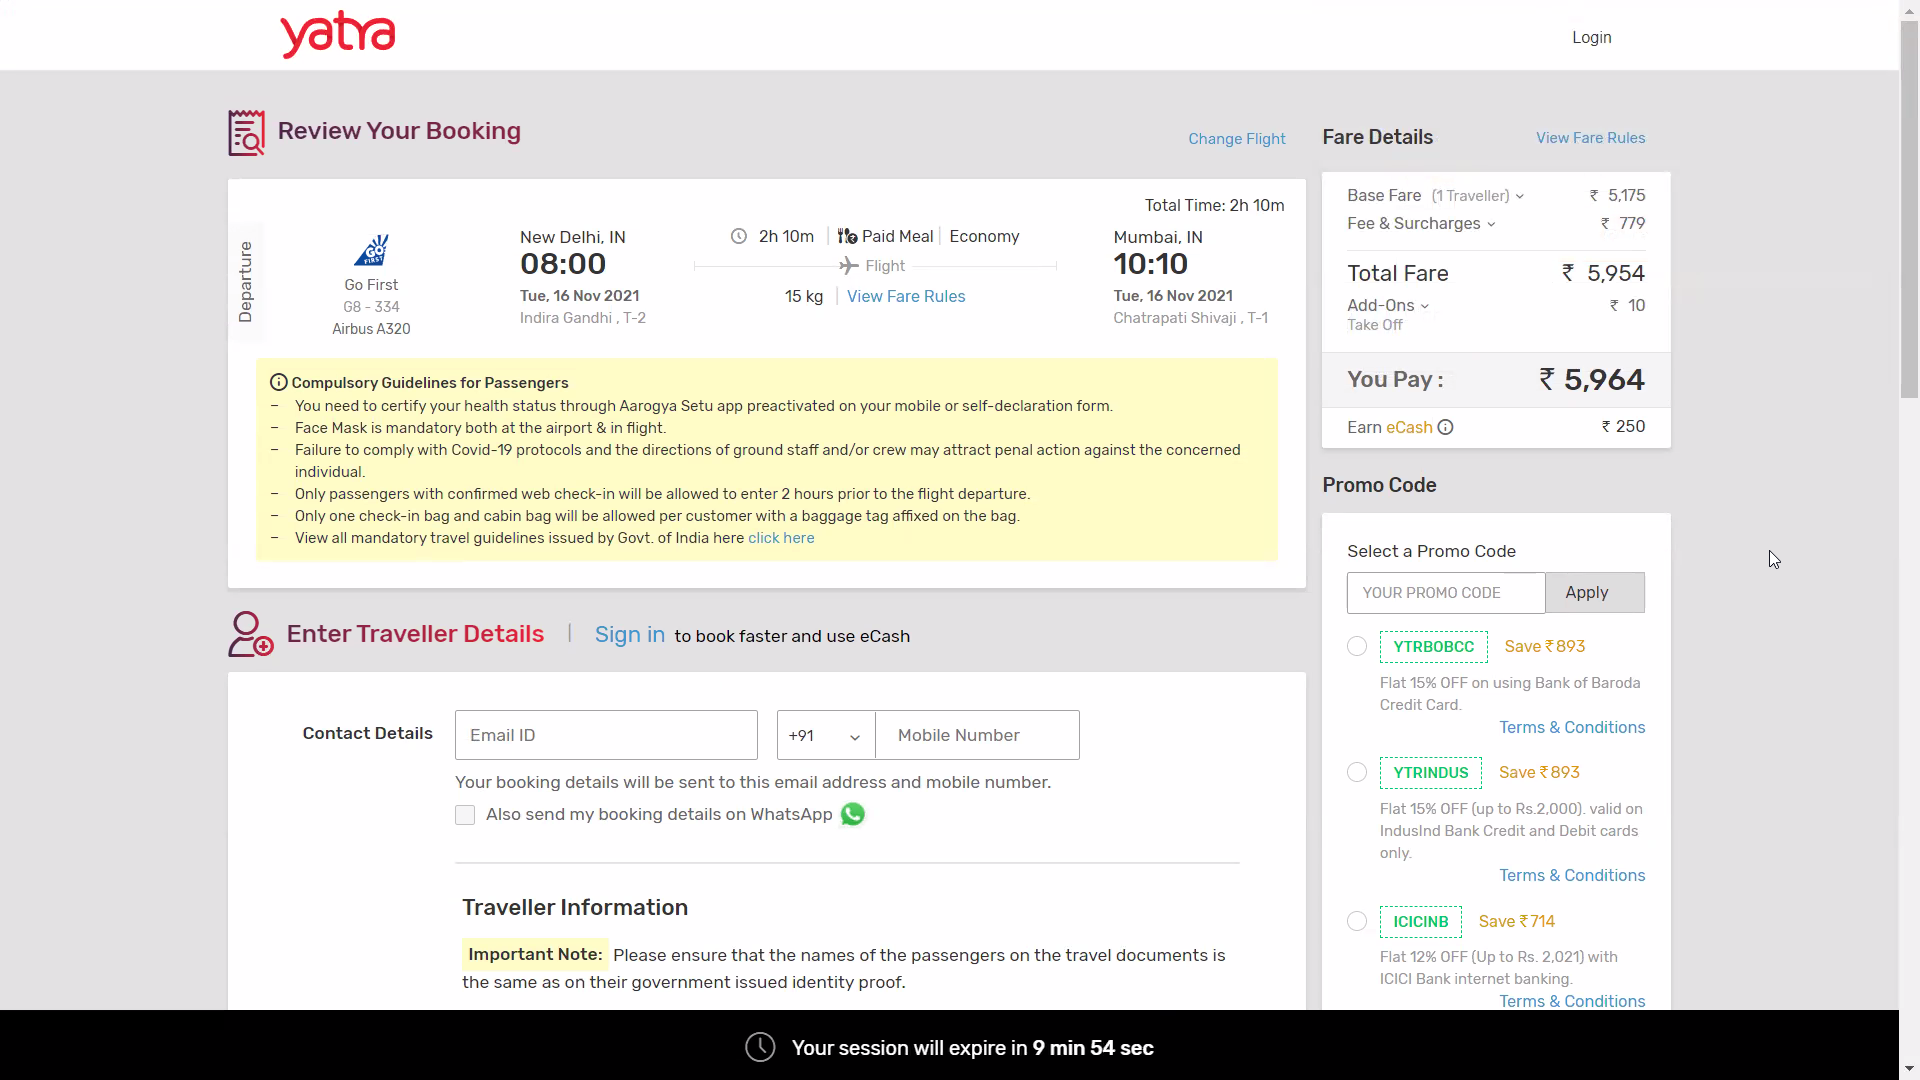 yatra
Login
Review Your Booking
Change Flight
Total Time: 2h 10m
Departure
GO FIRST
Go First
G8 - 334
Airbus A320
New Delhi, IN
08:00
Tue, 16 Nov 2021
Indira Gandhi , T-2
2h 10m | Paid Meal | Economy
Flight
15 kg | View Fare Rules
Mumbai, IN
10:10
Tue, 16 Nov 2021
Chatrapati Shivaji , T-1
Compulsory Guidelines for Passengers
– You need to certify your health status through Aarogya Setu app preactivated on your mobile or self-declaration form.
– Face Mask is mandatory both at the airport & in flight.
– Failure to comply with Covid-19 protocols and the directions of ground staff and/or crew may attract penal action against the concerned
individual.
– Only passengers with confirmed web check-in will be allowed to enter 2 hours prior to the flight departure.
– Only one check-in bag and cabin bag will be allowed per customer with a baggage tag affixed on the bag.
– View all mandatory travel guidelines issued by Govt. of India here click here
Enter Traveller Details | Sign in to book faster and use eCash
Contact Details
Email ID
+91
Mobile Number
Your booking details will be sent to this email address and mobile number.
Also send my booking details on WhatsApp
Traveller Information
Important Note: Please ensure that the names of the passengers on the travel documents is
the same as on their government issued identity proof.
Fare Details
View Fare Rules
Base Fare (1 Traveller) ₹ 5,175
Fee & Surcharges ₹ 779
Total Fare ₹ 5,954
Add-Ons ₹ 10
Take Off
You Pay : ₹ 5,964
Earn eCash ₹ 250
Promo Code
Select a Promo Code
YOUR PROMO CODE
Apply
YTRBOBCC Save ₹893
Flat 15% OFF on using Bank of Baroda
Credit Card.
Terms & Conditions
YTRINDUS Save ₹893
Flat 15% OFF (up to Rs.2,000). valid on
IndusInd Bank Credit and Debit cards
only.
Terms & Conditions
ICICINB Save ₹714
Flat 12% OFF (Up to Rs. 2,021) with
ICICI Bank internet banking.
Terms & Conditions
Your session will expire in 9 min 54 sec